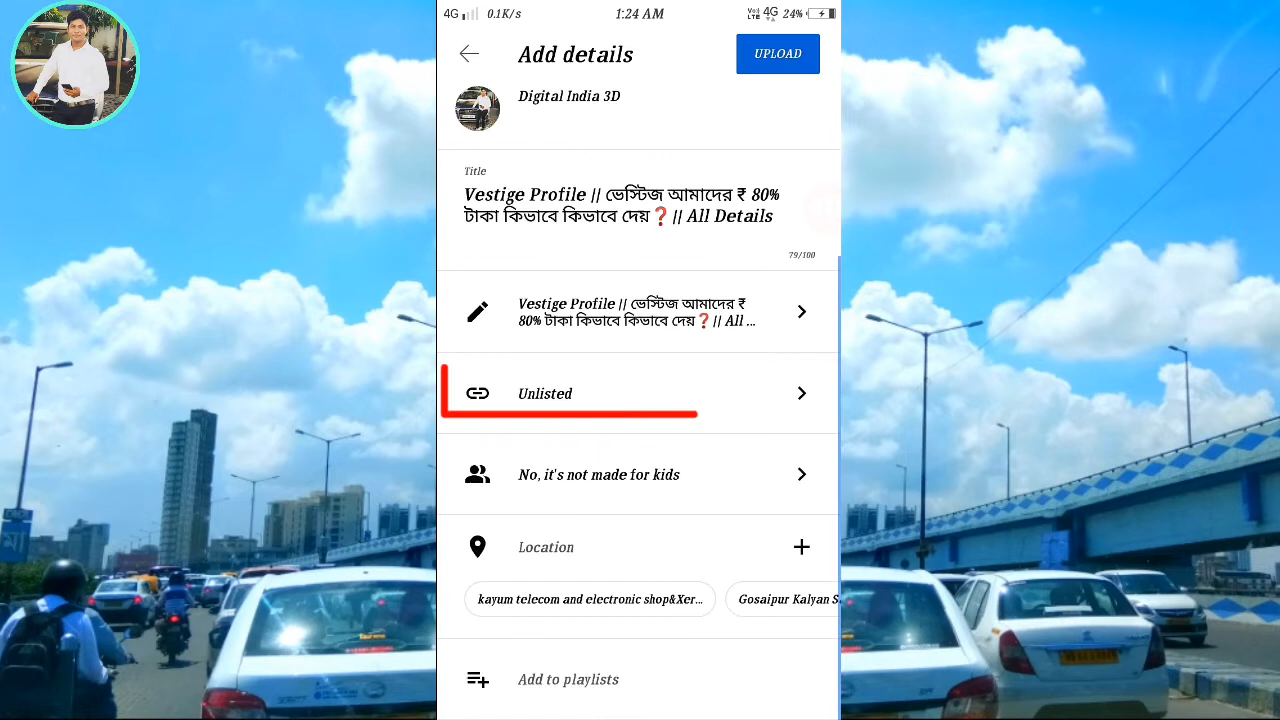 4G 0.1K/s 1:24 AM 4G 24%
Add details UPLOAD
Digital India 3D
Title
Vestige Profile || ভেস্টিজ আমাদের ₹ 80%
টাকা কিভাবে কিভাবে দেয়❓|| All Details
79/100
Vestige Profile || ভেস্টিজ আমাদের ₹
80% টাকা কিভাবে কিভাবে দেয়❓|| All ...
Unlisted
No, it's not made for kids
Location
kayum telecom and electronic shop&Xer... Gosaipur Kalyan S
Add to playlists